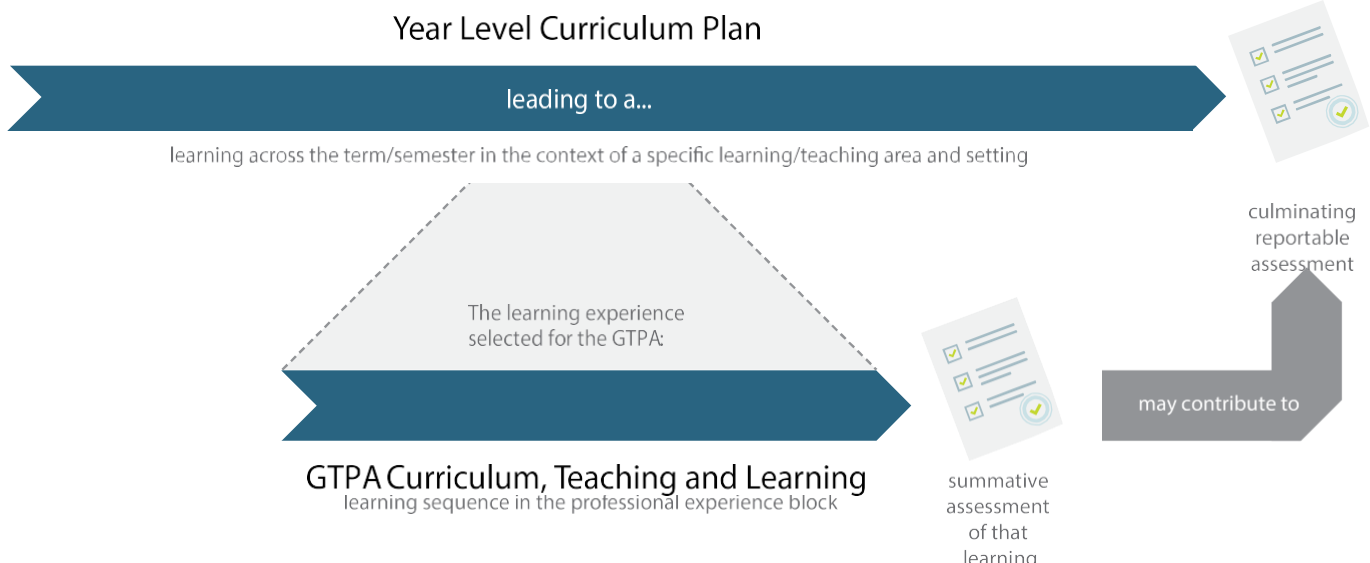 Year Level Curriculum Plan
leading to a...
learning across the term/semester in the context of a specific learning/teaching area and setting
culminating
reportable
assessment
The learning experience
selected for the GTPA:
may contribute to
GTPA Curriculum, Teaching and Learning
learning sequence in the professional experience block
summative
assessment
of that
learning